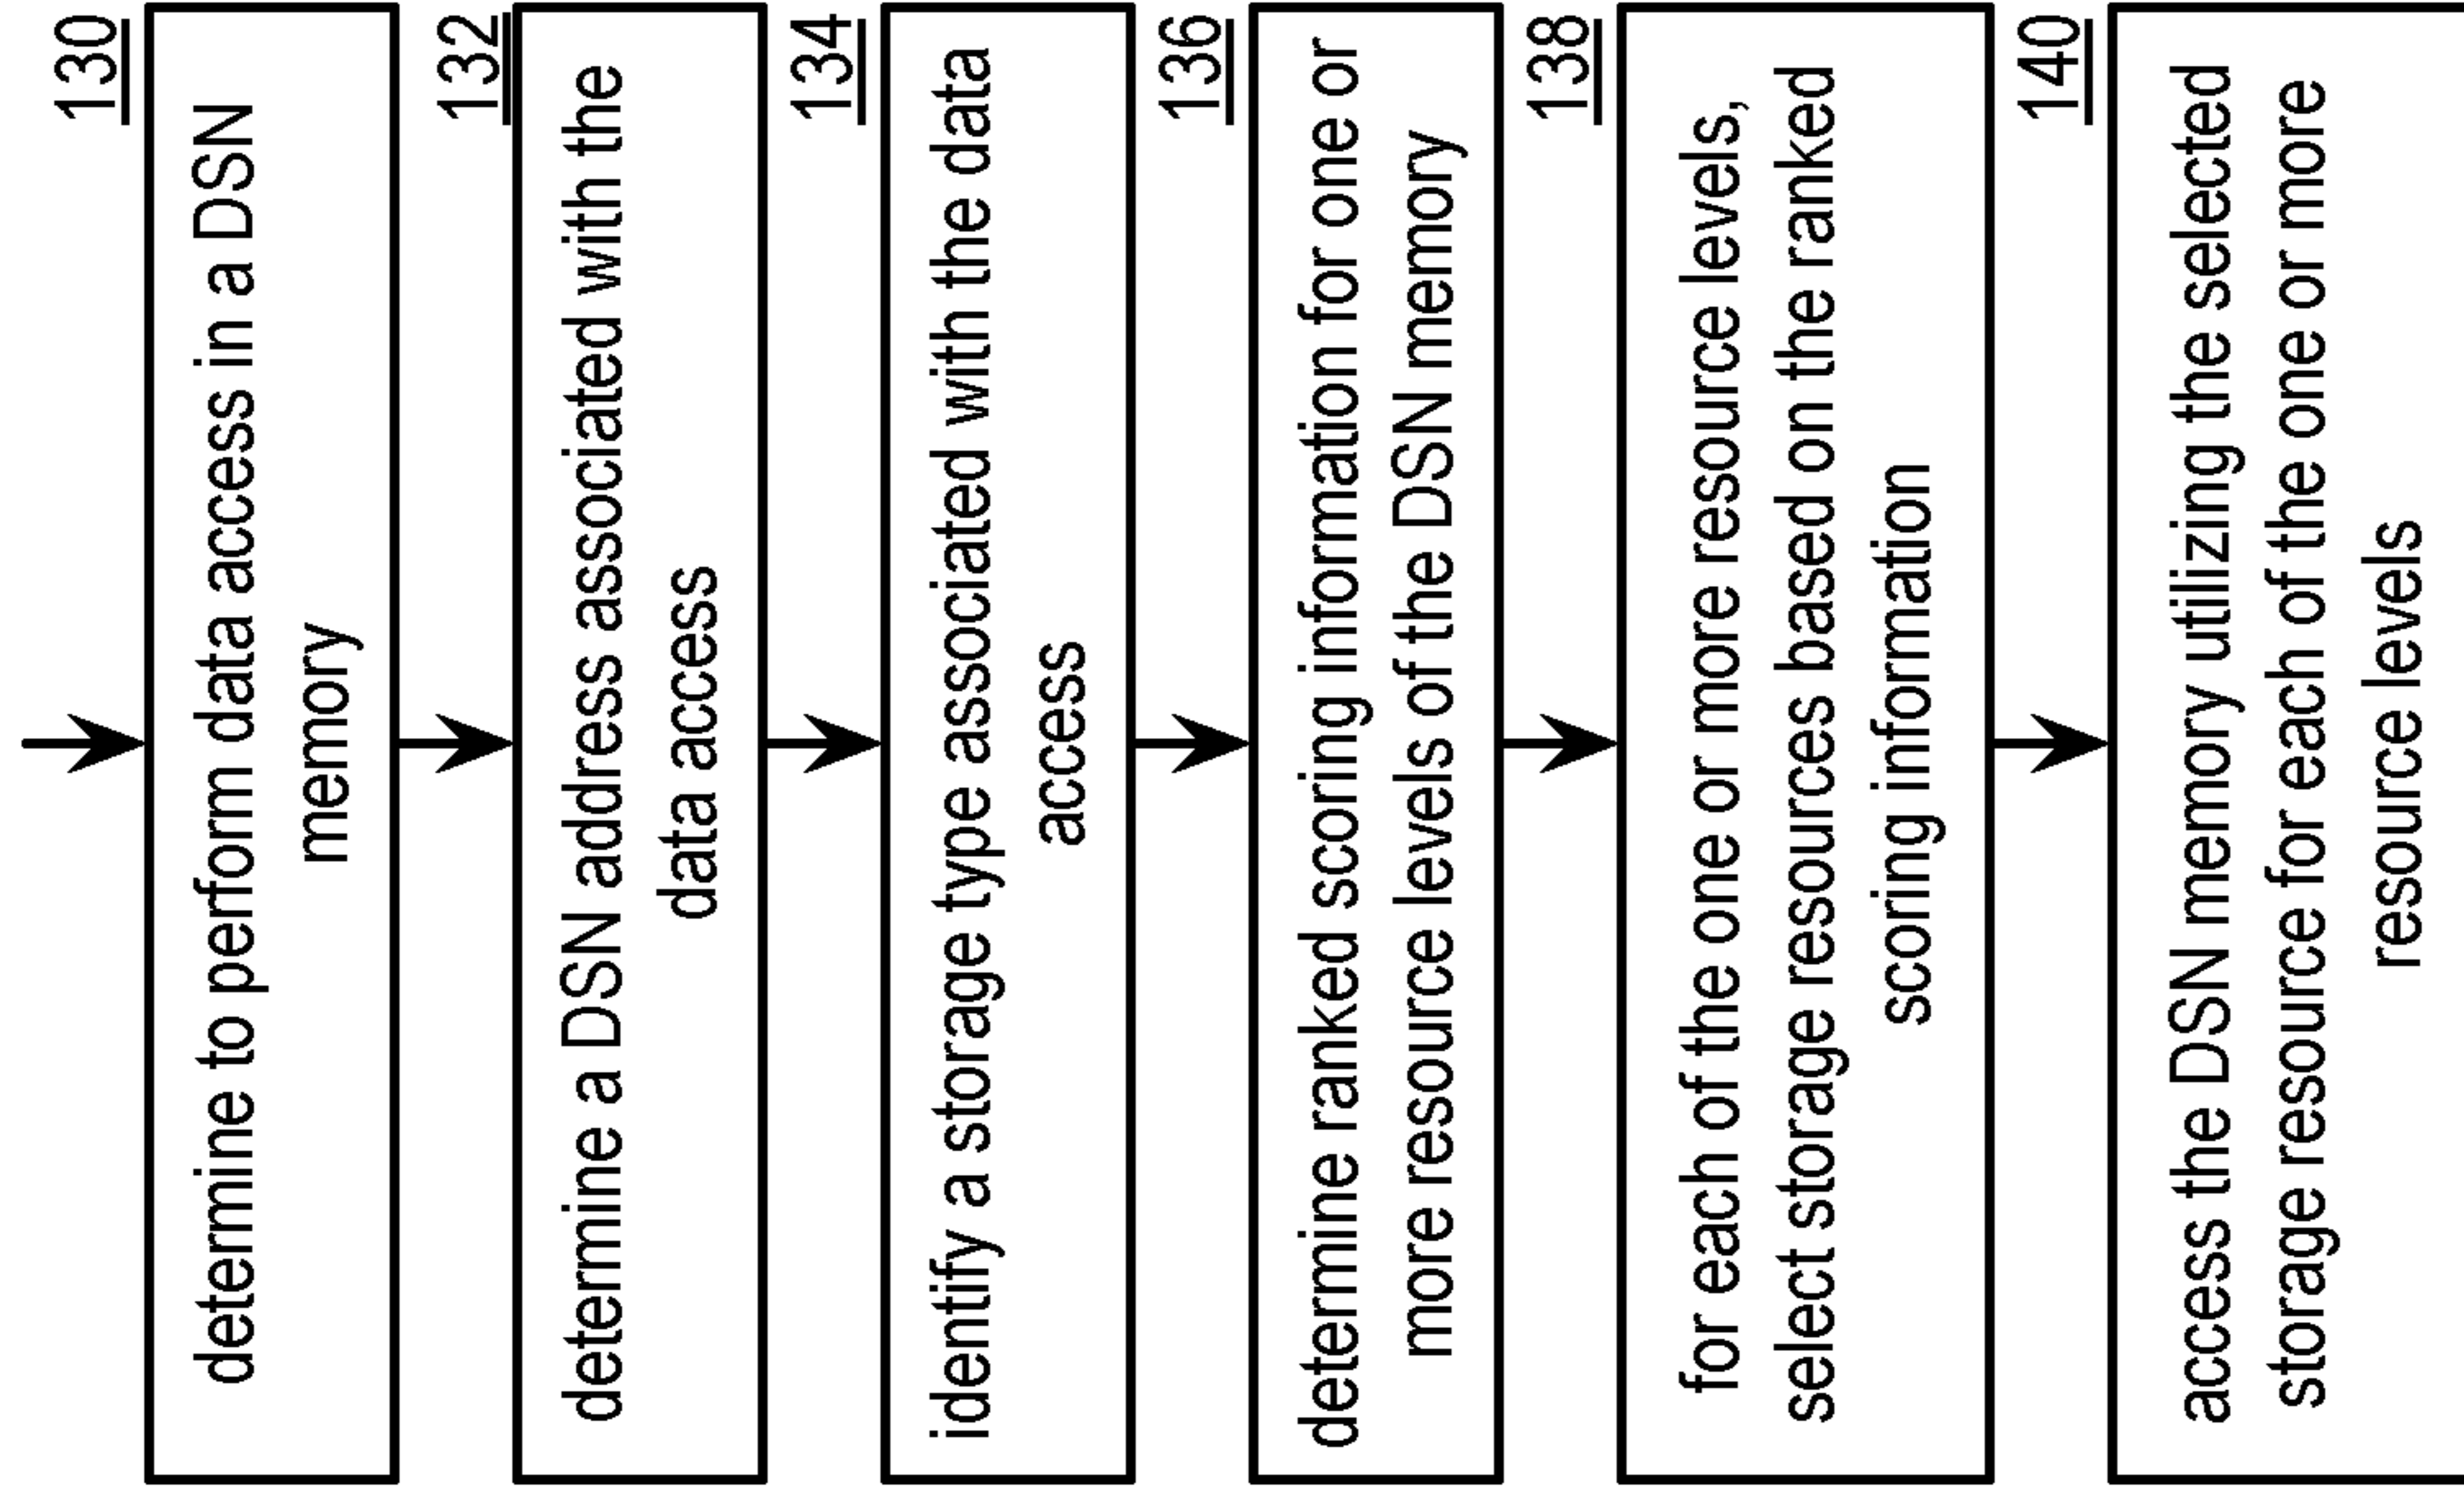 130
determine to perform data access in a DSN
memory
132
determine a DSN address associated with the
data access
134
identify a storage type associated with the data
access
136
determine ranked scoring information for one or
more resource levels of the DSN memory
138
for each of the one or more resource levels,
select storage resources based on the ranked
scoring information
140
access the DSN memory utilizing the selected
storage resource for each of the one or more
resource levels